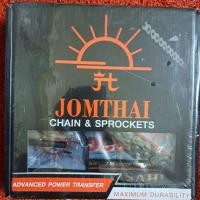 JOMTHAI
CHAIN & SPROCKETS
ADVANCED POWER TRANSFER
MAXIMUM DURABILITY